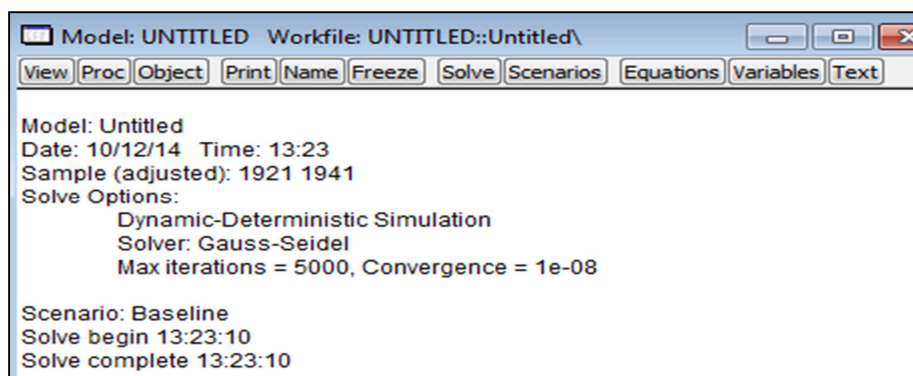 Model: UNTITLED Workfile: UNTITLED::Untitled\
View Proc Object Print Name Freeze Solve Scenarios Equations Variables Text
Model: Untitled
Date: 10/12/14 Time: 13:23
Sample (adjusted): 1921 1941
Solve Options:
Dynamic-Deterministic Simulation
Solver: Gauss-Seidel
Max iterations = 5000, Convergence = 1e-08
Scenario: Baseline
Solve begin 13:23:10
Solve complete 13:23:10